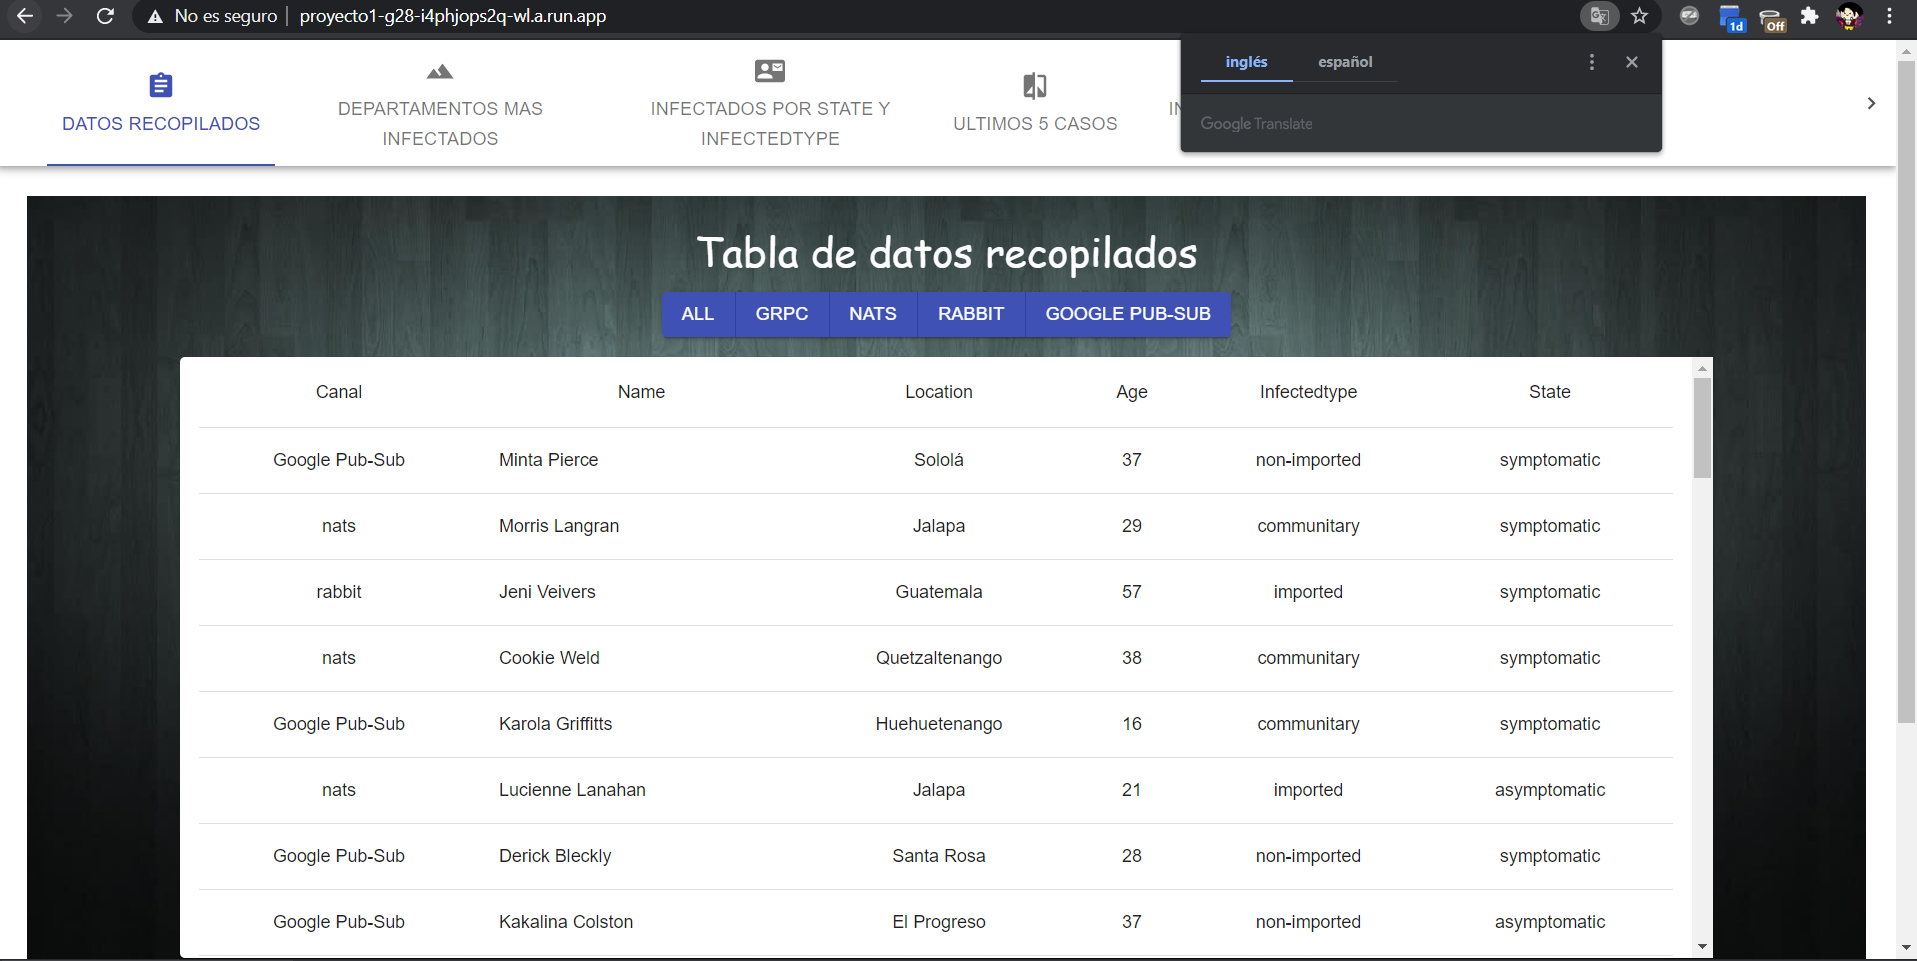 No es seguro proyecto1-g28-i4phjops2q-wl.a.run.app
1d
Off
inglés español
Google Translate
DATOS RECOPILADOS
DEPARTAMENTOS MAS
INFECTADOS
INFECTADOS POR STATE Y
INFECTEDTYPE
ULTIMOS 5 CASOS
Tabla de datos recopilados
ALL GRPC NATS RABBIT GOOGLE PUB-SUB
Canal Name Location Age Infectedtype State
Google Pub-Sub Minta Pierce Sololá 37 non-imported symptomatic
nats Morris Langran Jalapa 29 communitary symptomatic
rabbit Jeni Veivers Guatemala 57 imported symptomatic
nats Cookie Weld Quetzaltenango 38 communitary symptomatic
Google Pub-Sub Karola Griffitts Huehuetenango 16 communitary symptomatic
nats Lucienne Lanahan Jalapa 21 imported asymptomatic
Google Pub-Sub Derick Bleckly Santa Rosa 28 non-imported symptomatic
Google Pub-Sub Kakalina Colston El Progreso 37 non-imported asymptomatic